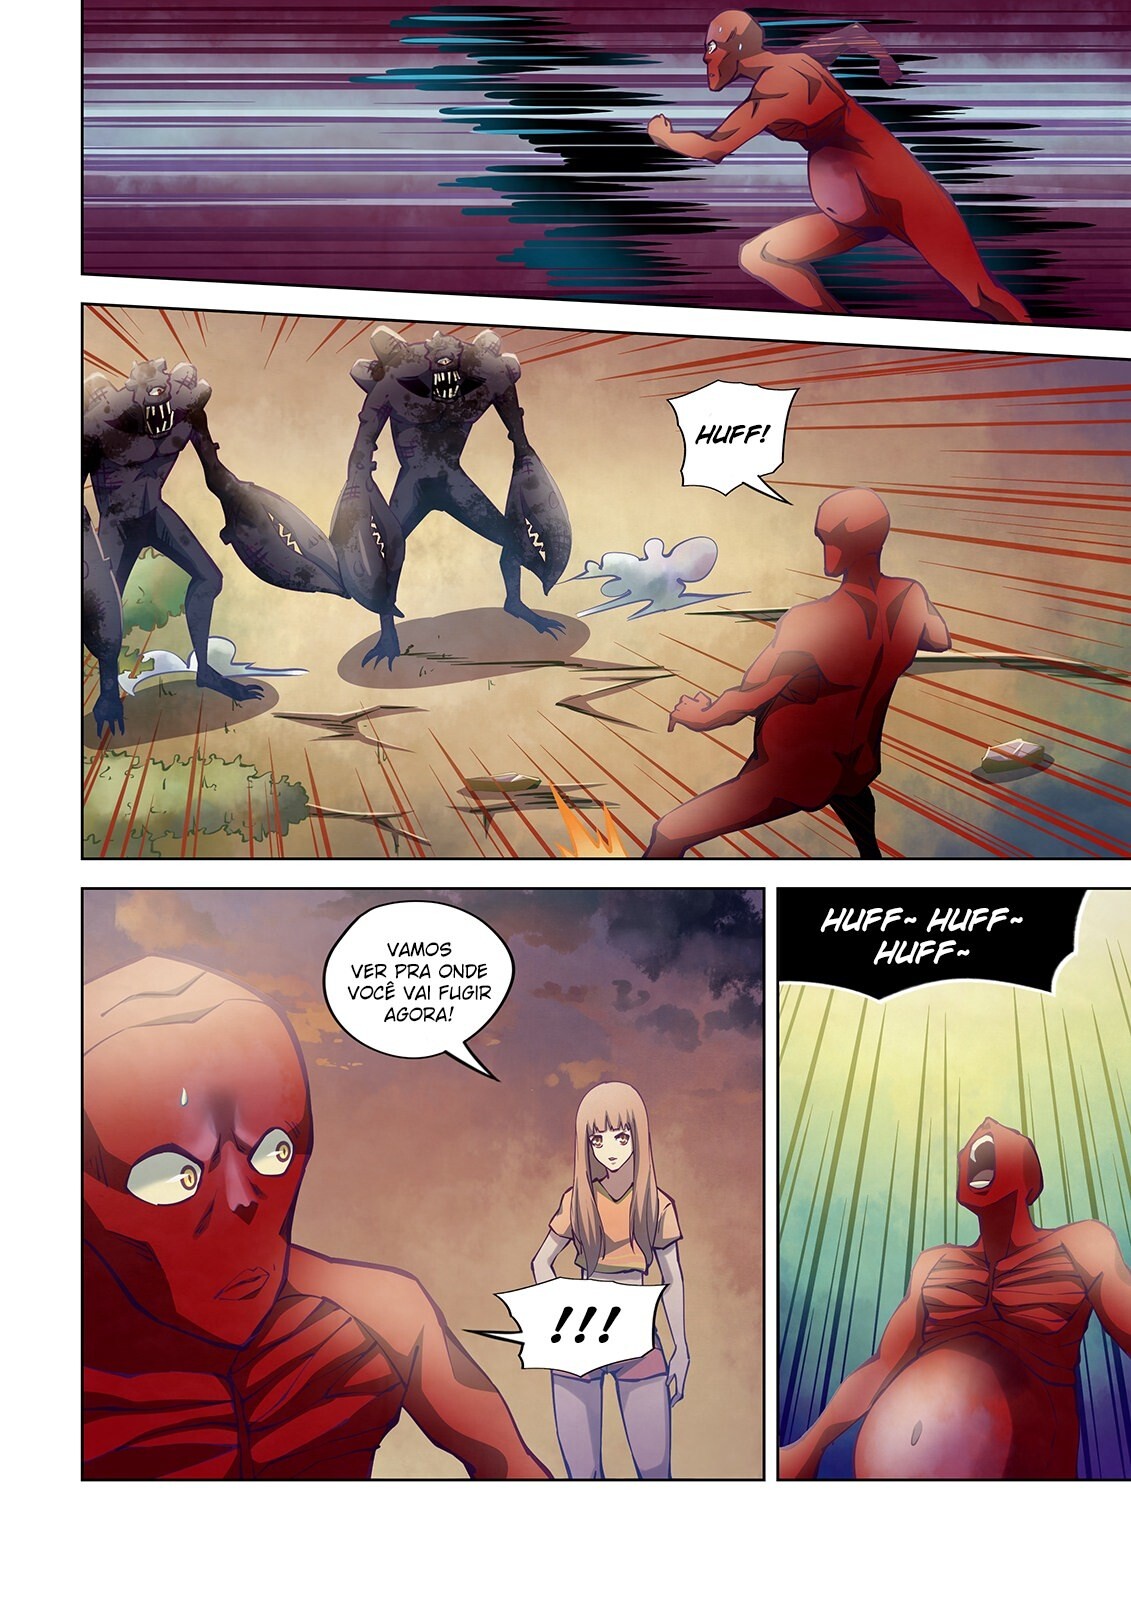 HUFF!
VAMOS
VER PRA ONDE
VOCÊ VAI FUGIR
AGORA!
!!!
HUFF~ HUFF~
HUFF~